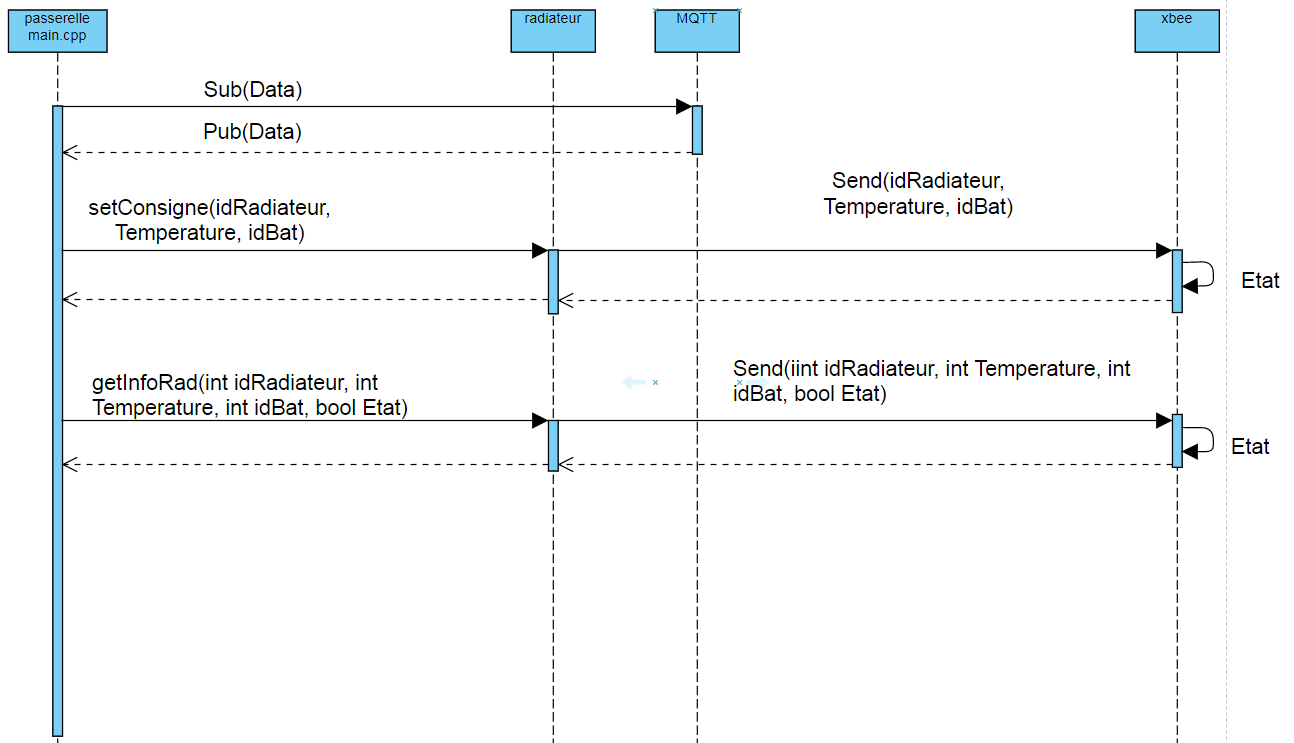 passerelle
main.cpp
radiateur
MQTT
xbee
Sub(Data)
Pub(Data)
setConsigne(idRadiateur,
Temperature, idBat)
Send(idRadiateur,
Temperature, idBat)
Etat
getInfoRad(int idRadiateur, int
Temperature, int idBat, bool Etat)
Send(iint idRadiateur, int Temperature, int
idBat, bool Etat)
Etat